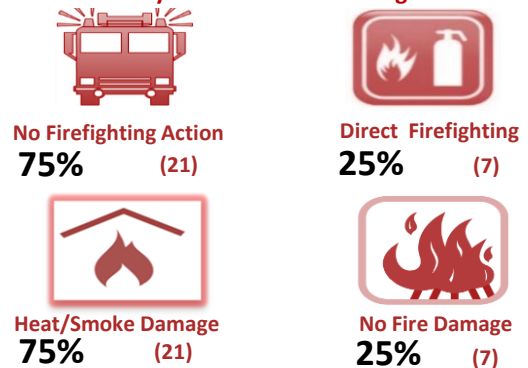 No Firefighting Action
75% (21)
Direct Firefighting
25% (7)
Heat/Smoke Damage
75% (21)
No Fire Damage
25% (7)